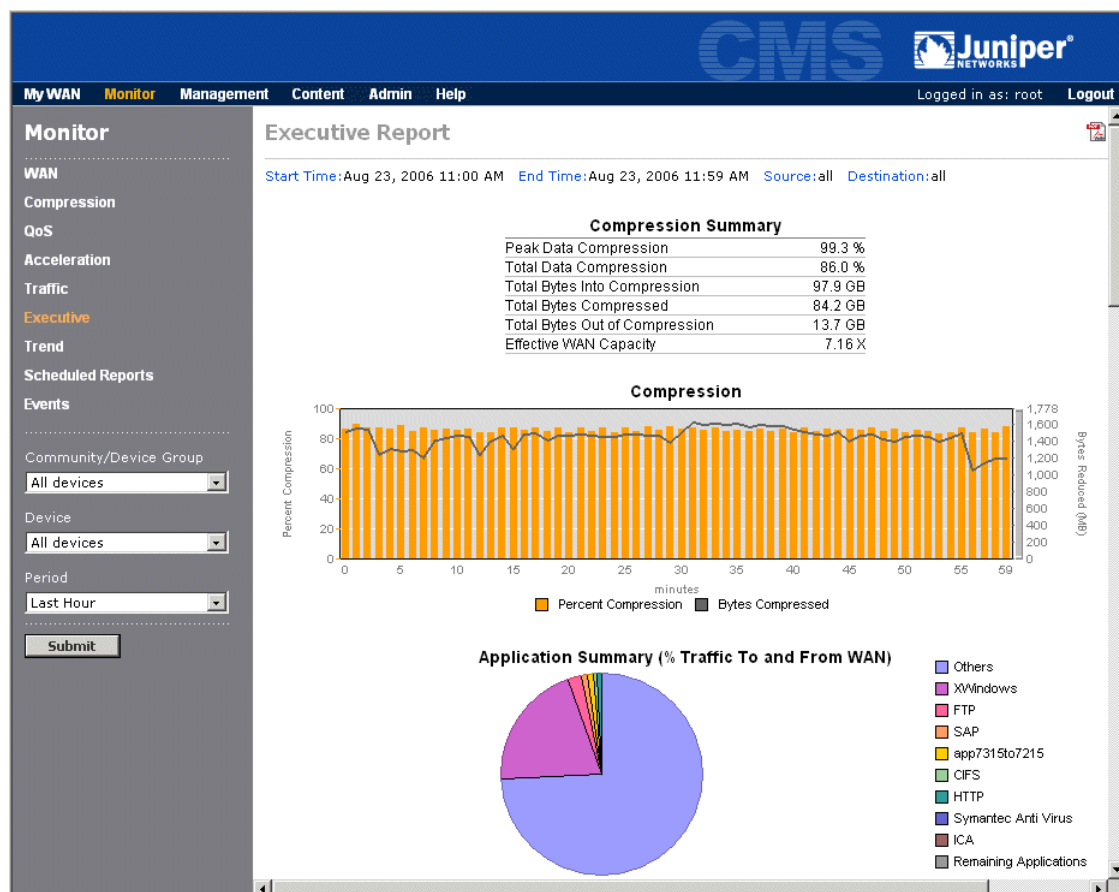 CMS
Juniper®
NETWORKS
My WAN Monitor Management Content Admin Help Logged in as: root Logout
Monitor
WAN
Compression
QoS
Acceleration
Traffic
Executive
Trend
Scheduled Reports
Events
Community/Device Group
All devices
Device
All devices
Period
Last Hour
Submit
Executive Report
Start Time:Aug 23, 2006 11:00 AM End Time:Aug 23, 2006 11:59 AM Source:all Destination:all
Compression Summary
Peak Data Compression 99.3 %
Total Data Compression 86.0 %
Total Bytes Into Compression 97.9 GB
Total Bytes Compressed 84.2 GB
Total Bytes Out of Compression 13.7 GB
Effective WAN Capacity 7.16 X
Compression
Percent Compression
100
80
60
40
20
0
1,778
1,600
1,400
1,200
1,000
800
600
400
200
0
Bytes Reduced (MB)
0 5 10 15 20 25 30 35 40 45 50 55 59
minutes
Percent Compression Bytes Compressed
Application Summary (% Traffic To and From WAN)
Others
XWindows
FTP
SAP
app7315to7215
CIFS
HTTP
Symantec Anti Virus
ICA
Remaining Applications